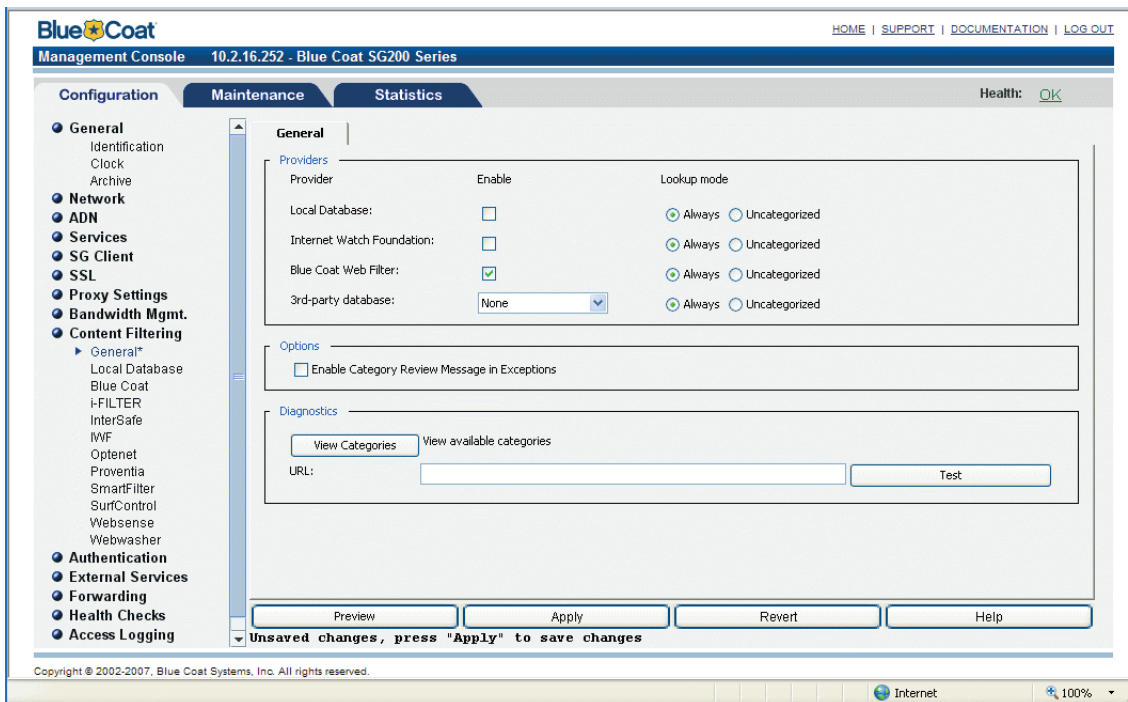 Blue Coat
HOME | SUPPORT | DOCUMENTATION | LOG OUT
Management Console 10.2.16.252 - Blue Coat SG200 Series
Configuration Maintenance Statistics Health: OK
General
Identification
Clock
Archive
Network
ADN
Services
SG Client
SSL
Proxy Settings
Bandwidth Mgmt.
Content Filtering
General*
Local Database
Blue Coat
i-FILTER
InterSafe
IWF
Optenet
Proventia
SmartFilter
SurfControl
Websense
Webwasher
Authentication
External Services
Forwarding
Health Checks
Access Logging
General
Providers
Provider Enable Lookup mode
Local Database: Always Uncategorized
Internet Watch Foundation: Always Uncategorized
Blue Coat Web Filter: Always Uncategorized
3rd-party database: None Always Uncategorized
Options
Enable Category Review Message in Exceptions
Diagnostics
View Categories View available categories
URL: Test
Preview Apply Revert Help
Unsaved changes, press "Apply" to save changes
Copyright © 2002-2007, Blue Coat Systems, Inc. All rights reserved.
Internet 100%